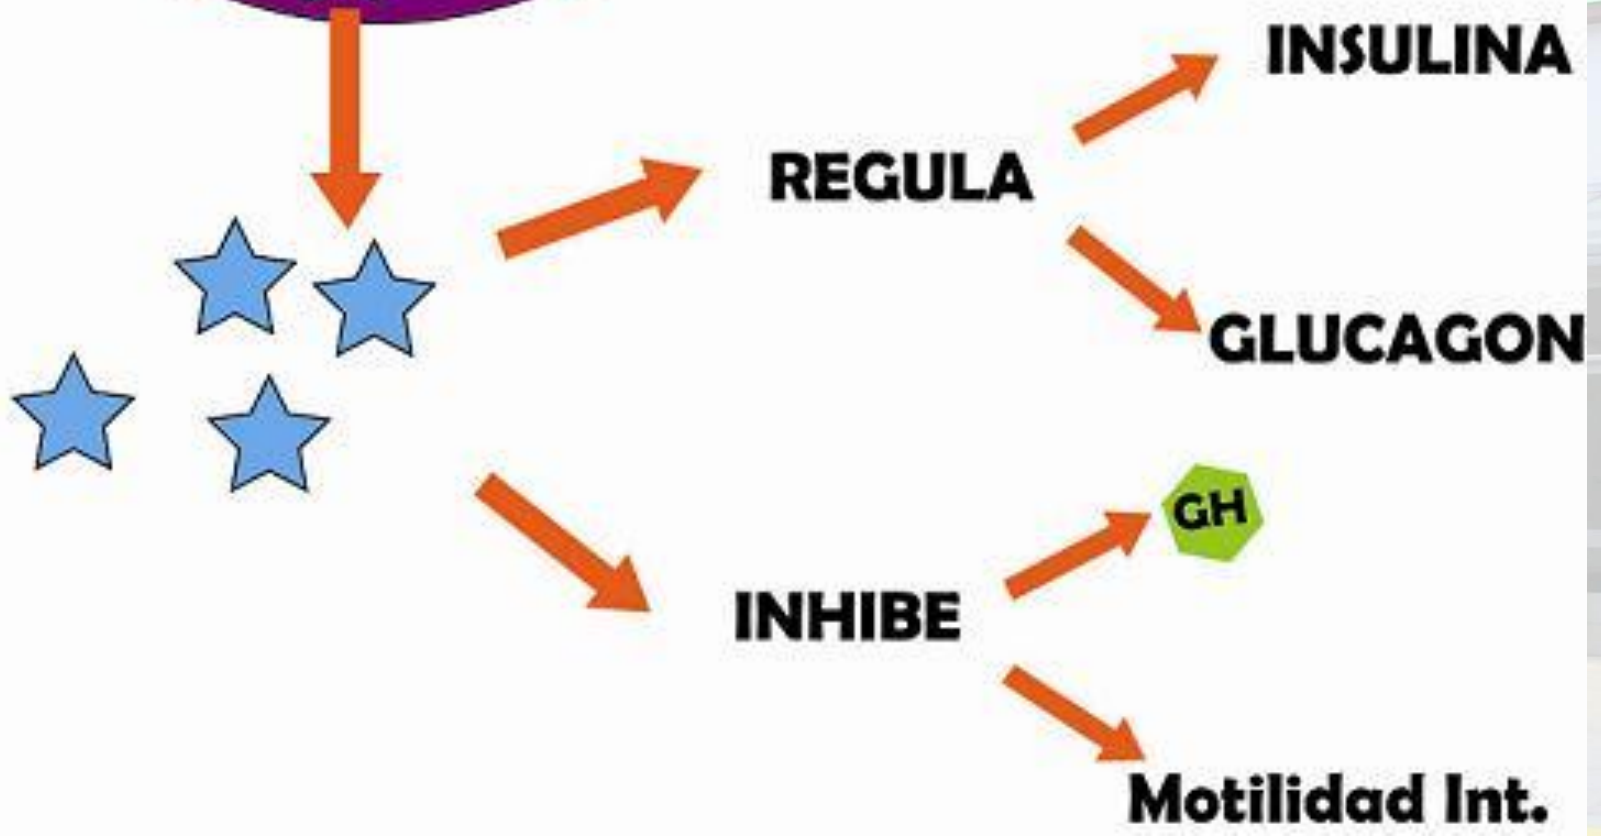 INSULINA
REGULA
GLUCAGON
GH
INHIBE
Motilidad Int.